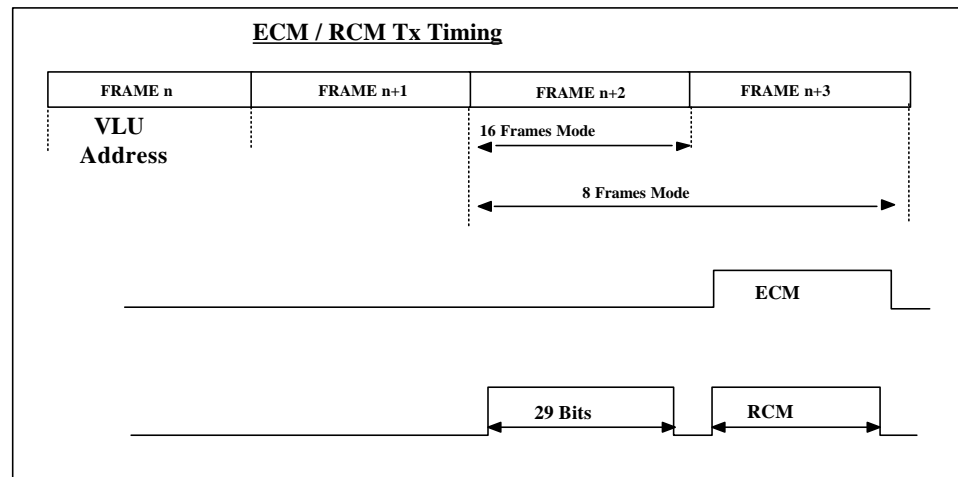 ECM / RCM Tx Timing
FRAME n
FRAME n+1
FRAME n+2
FRAME n+3
VLU
Address
16 Frames Mode
8 Frames Mode
ECM
29 Bits
RCM